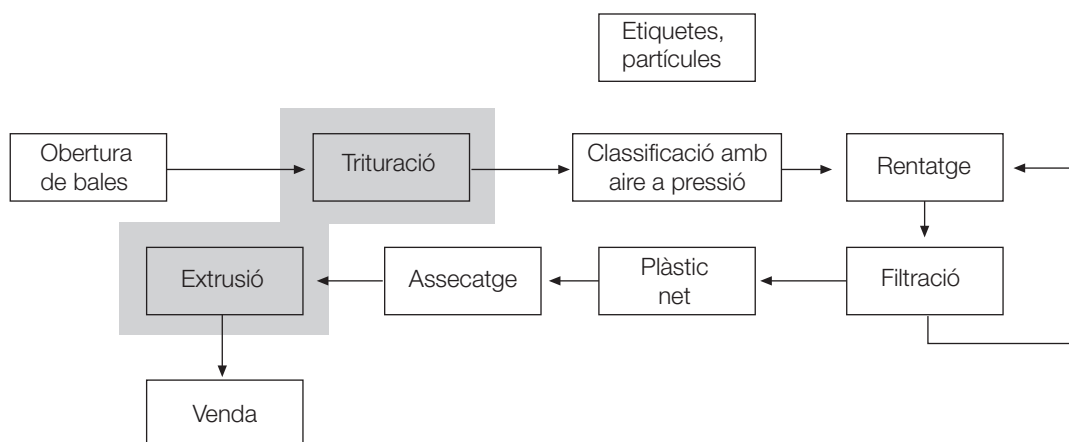 Etiquetes,
partícules
Obertura
de bales
Trituració
Classificació amb
aire a pressió
Rentatge
Extrusió
Assecatge
Plàstic
net
Filtració
Venda